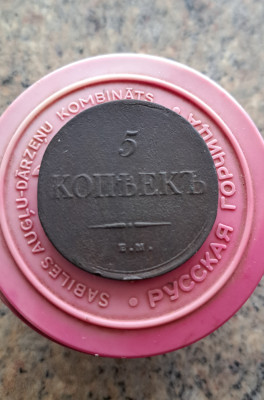 5
КОПѢЕКЪ
Е.М.
SABILES AUGĻU-DĀRZEŅU KOMBINĀTS
РУССКАЯ ГОРЧИЦА